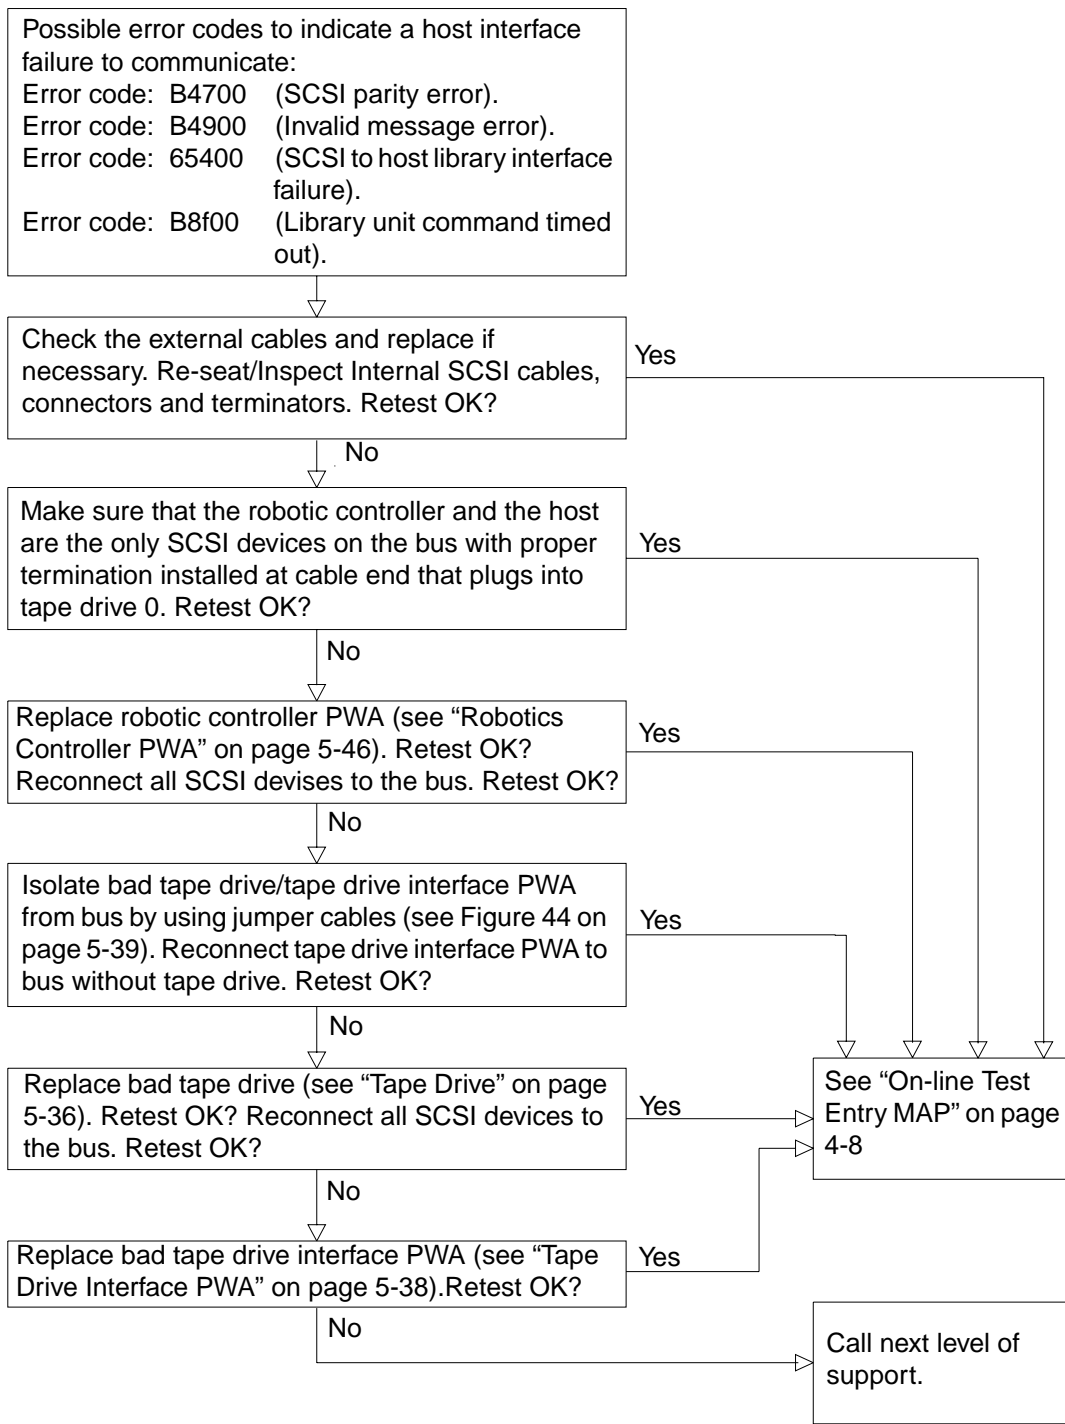 Possible error codes to indicate a host interface
failure to communicate:
Error code: B4700 (SCSI parity error).
Error code: B4900 (Invalid message error).
Error code: 65400 (SCSI to host library interface
failure).
Error code: B8f00 (Library unit command timed
out).
Check the external cables and replace if
necessary. Re-seat/Inspect Internal SCSI cables,
connectors and terminators. Retest OK?
Yes
No
Make sure that the robotic controller and the host
are the only SCSI devices on the bus with proper
termination installed at cable end that plugs into
tape drive 0. Retest OK?
Yes
No
Replace robotic controller PWA (see “Robotics
Controller PWA” on page 5-46). Retest OK?
Reconnect all SCSI devises to the bus. Retest OK?
Yes
No
Isolate bad tape drive/tape drive interface PWA
from bus by using jumper cables (see Figure 44 on
page 5-39). Reconnect tape drive interface PWA to
bus without tape drive. Retest OK?
Yes
No
Replace bad tape drive (see “Tape Drive” on page
5-36). Retest OK? Reconnect all SCSI devices to
the bus. Retest OK?
Yes
See “On-line Test
Entry MAP” on page
4-8
No
Replace bad tape drive interface PWA (see “Tape
Drive Interface PWA” on page 5-38).Retest OK?
Yes
No
Call next level of
support.